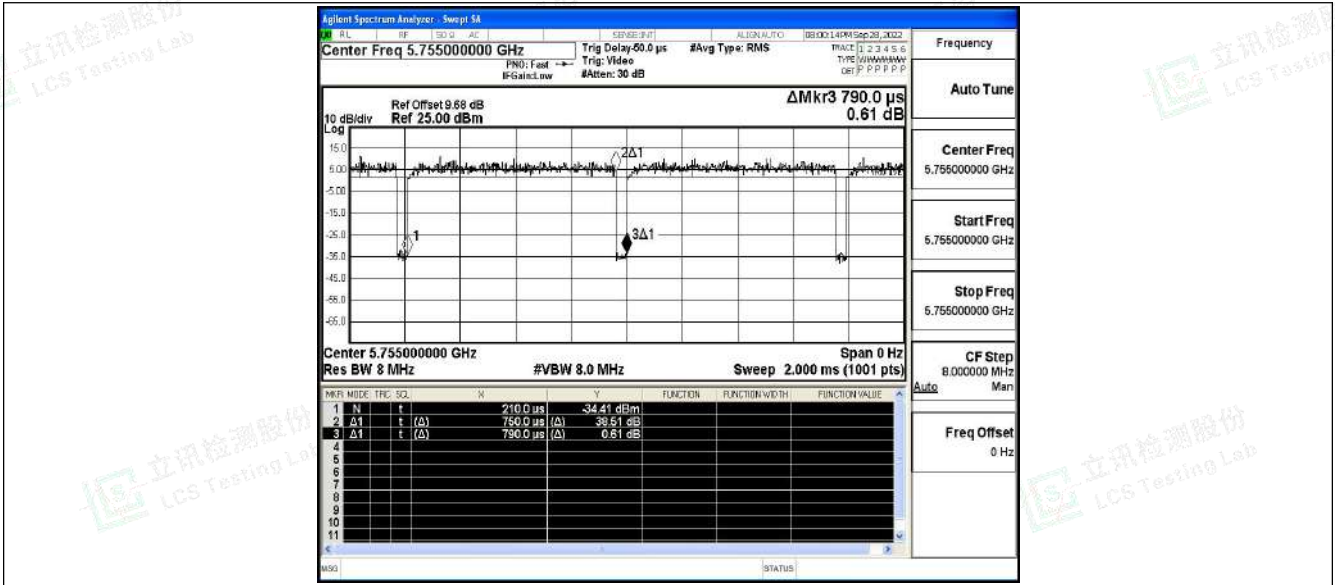 Agilent Spectrum Analyzer - Swept SA
RL RF 50 Ω AC SENSE:INT ALIGN AUTO 08:00:14 PM Sep 28, 2022
Center Freq 5.755000000 GHz
PNO: Fast
IFGain:Low
Trig Delay-50.0 µs
Trig: Video
#Atten: 30 dB
#Avg Type: RMS
TRACE 1 2 3 4 5 6
TYPE WWWWWW
DET P P P P P P
ΔMkr3 790.0 µs
0.61 dB
Ref Offset 9.68 dB
10 dB/div Ref 25.00 dBm
Log
15.0
5.00
-5.00
-15.0
-25.0
-35.0
-45.0
-55.0
-65.0
2Δ1
1
3Δ1
Center 5.755000000 GHz Span 0 Hz
Res BW 8 MHz #VBW 8.0 MHz Sweep 2.000 ms (1001 pts)
MKR MODE TRC SCL X Y FUNCTION FUNCTION WIDTH FUNCTION VALUE
1 N t 210.0 µs -34.41 dBm
2 Δ1 t (Δ) 750.0 µs (Δ) 38.51 dB
3 Δ1 t (Δ) 790.0 µs (Δ) 0.61 dB
4
5
6
7
8
9
10
11
MSG STATUS
Frequency
Auto Tune
Center Freq
5.755000000 GHz
Start Freq
5.755000000 GHz
Stop Freq
5.755000000 GHz
CF Step
8.000000 MHz
Auto Man
Freq Offset
0 Hz
立讯检测股份
LCS Testing Lab
立讯检测股份
LCS Testing Lab
立讯检测股份
LCS Testing Lab